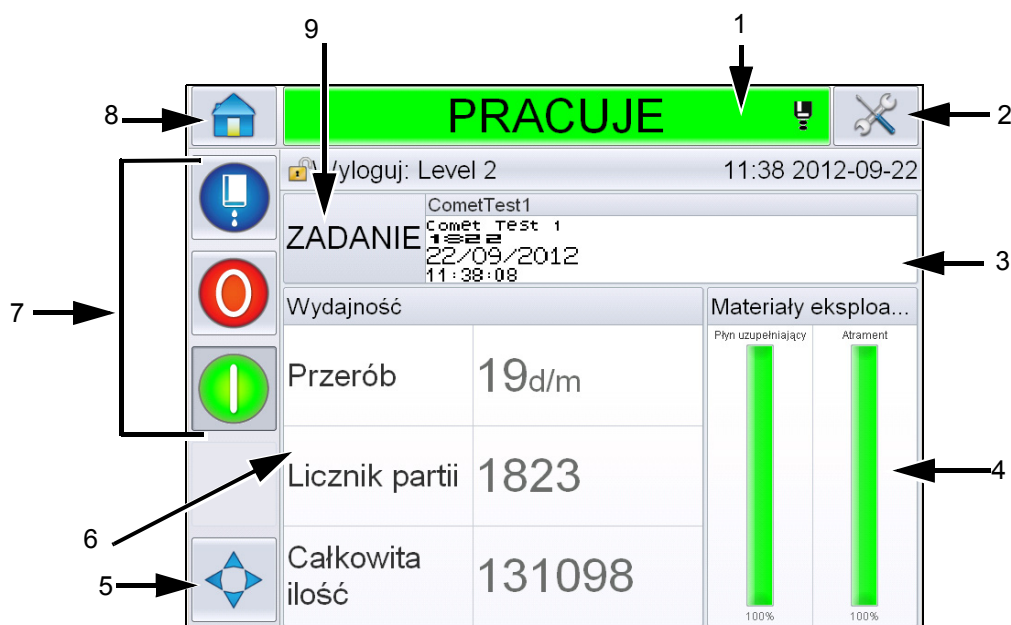 9
1
8
PRACUJE
2
Wyloguj: Level 2
11:38 2012-09-22
CometTest1
ZADANIE
Comet Test 1
1822
22/09/2012
11:38:08
3
7
Wydajność
Materiały eksploa...
Płyn uzupełniający
Atrament
Przerób
19d/m
Licznik partii
1823
4
6
Całkowita
ilość
131098
5
100%
100%